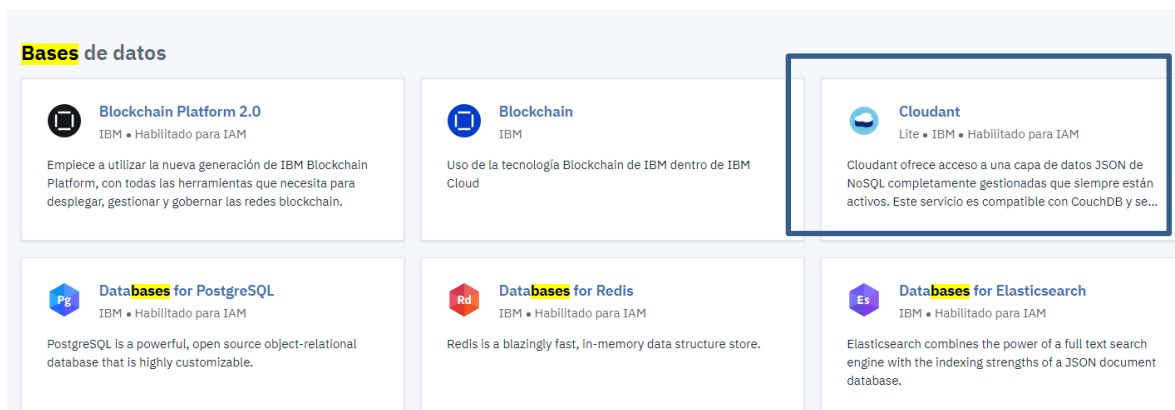 Bases de datos
Blockchain Platform 2.0
IBM • Habilitado para IAM
Empiece a utilizar la nueva generación de IBM Blockchain
Platform, con todas las herramientas que necesita para
desplegar, gestionar y gobernar las redes blockchain.
Blockchain
IBM
Uso de la tecnología Blockchain de IBM dentro de IBM
Cloud
Cloudant
Lite • IBM • Habilitado para IAM
Cloudant ofrece acceso a una capa de datos JSON de
NoSQL completamente gestionadas que siempre están
activos. Este servicio es compatible con CouchDB y se...
Pg
Databases for PostgreSQL
IBM • Habilitado para IAM
PostgreSQL is a powerful, open source object-relational
database that is highly customizable.
Rd
Databases for Redis
IBM • Habilitado para IAM
Redis is a blazingly fast, in-memory data structure store.
Es
Databases for Elasticsearch
IBM • Habilitado para IAM
Elasticsearch combines the power of a full text search
engine with the indexing strengths of a JSON document
database.